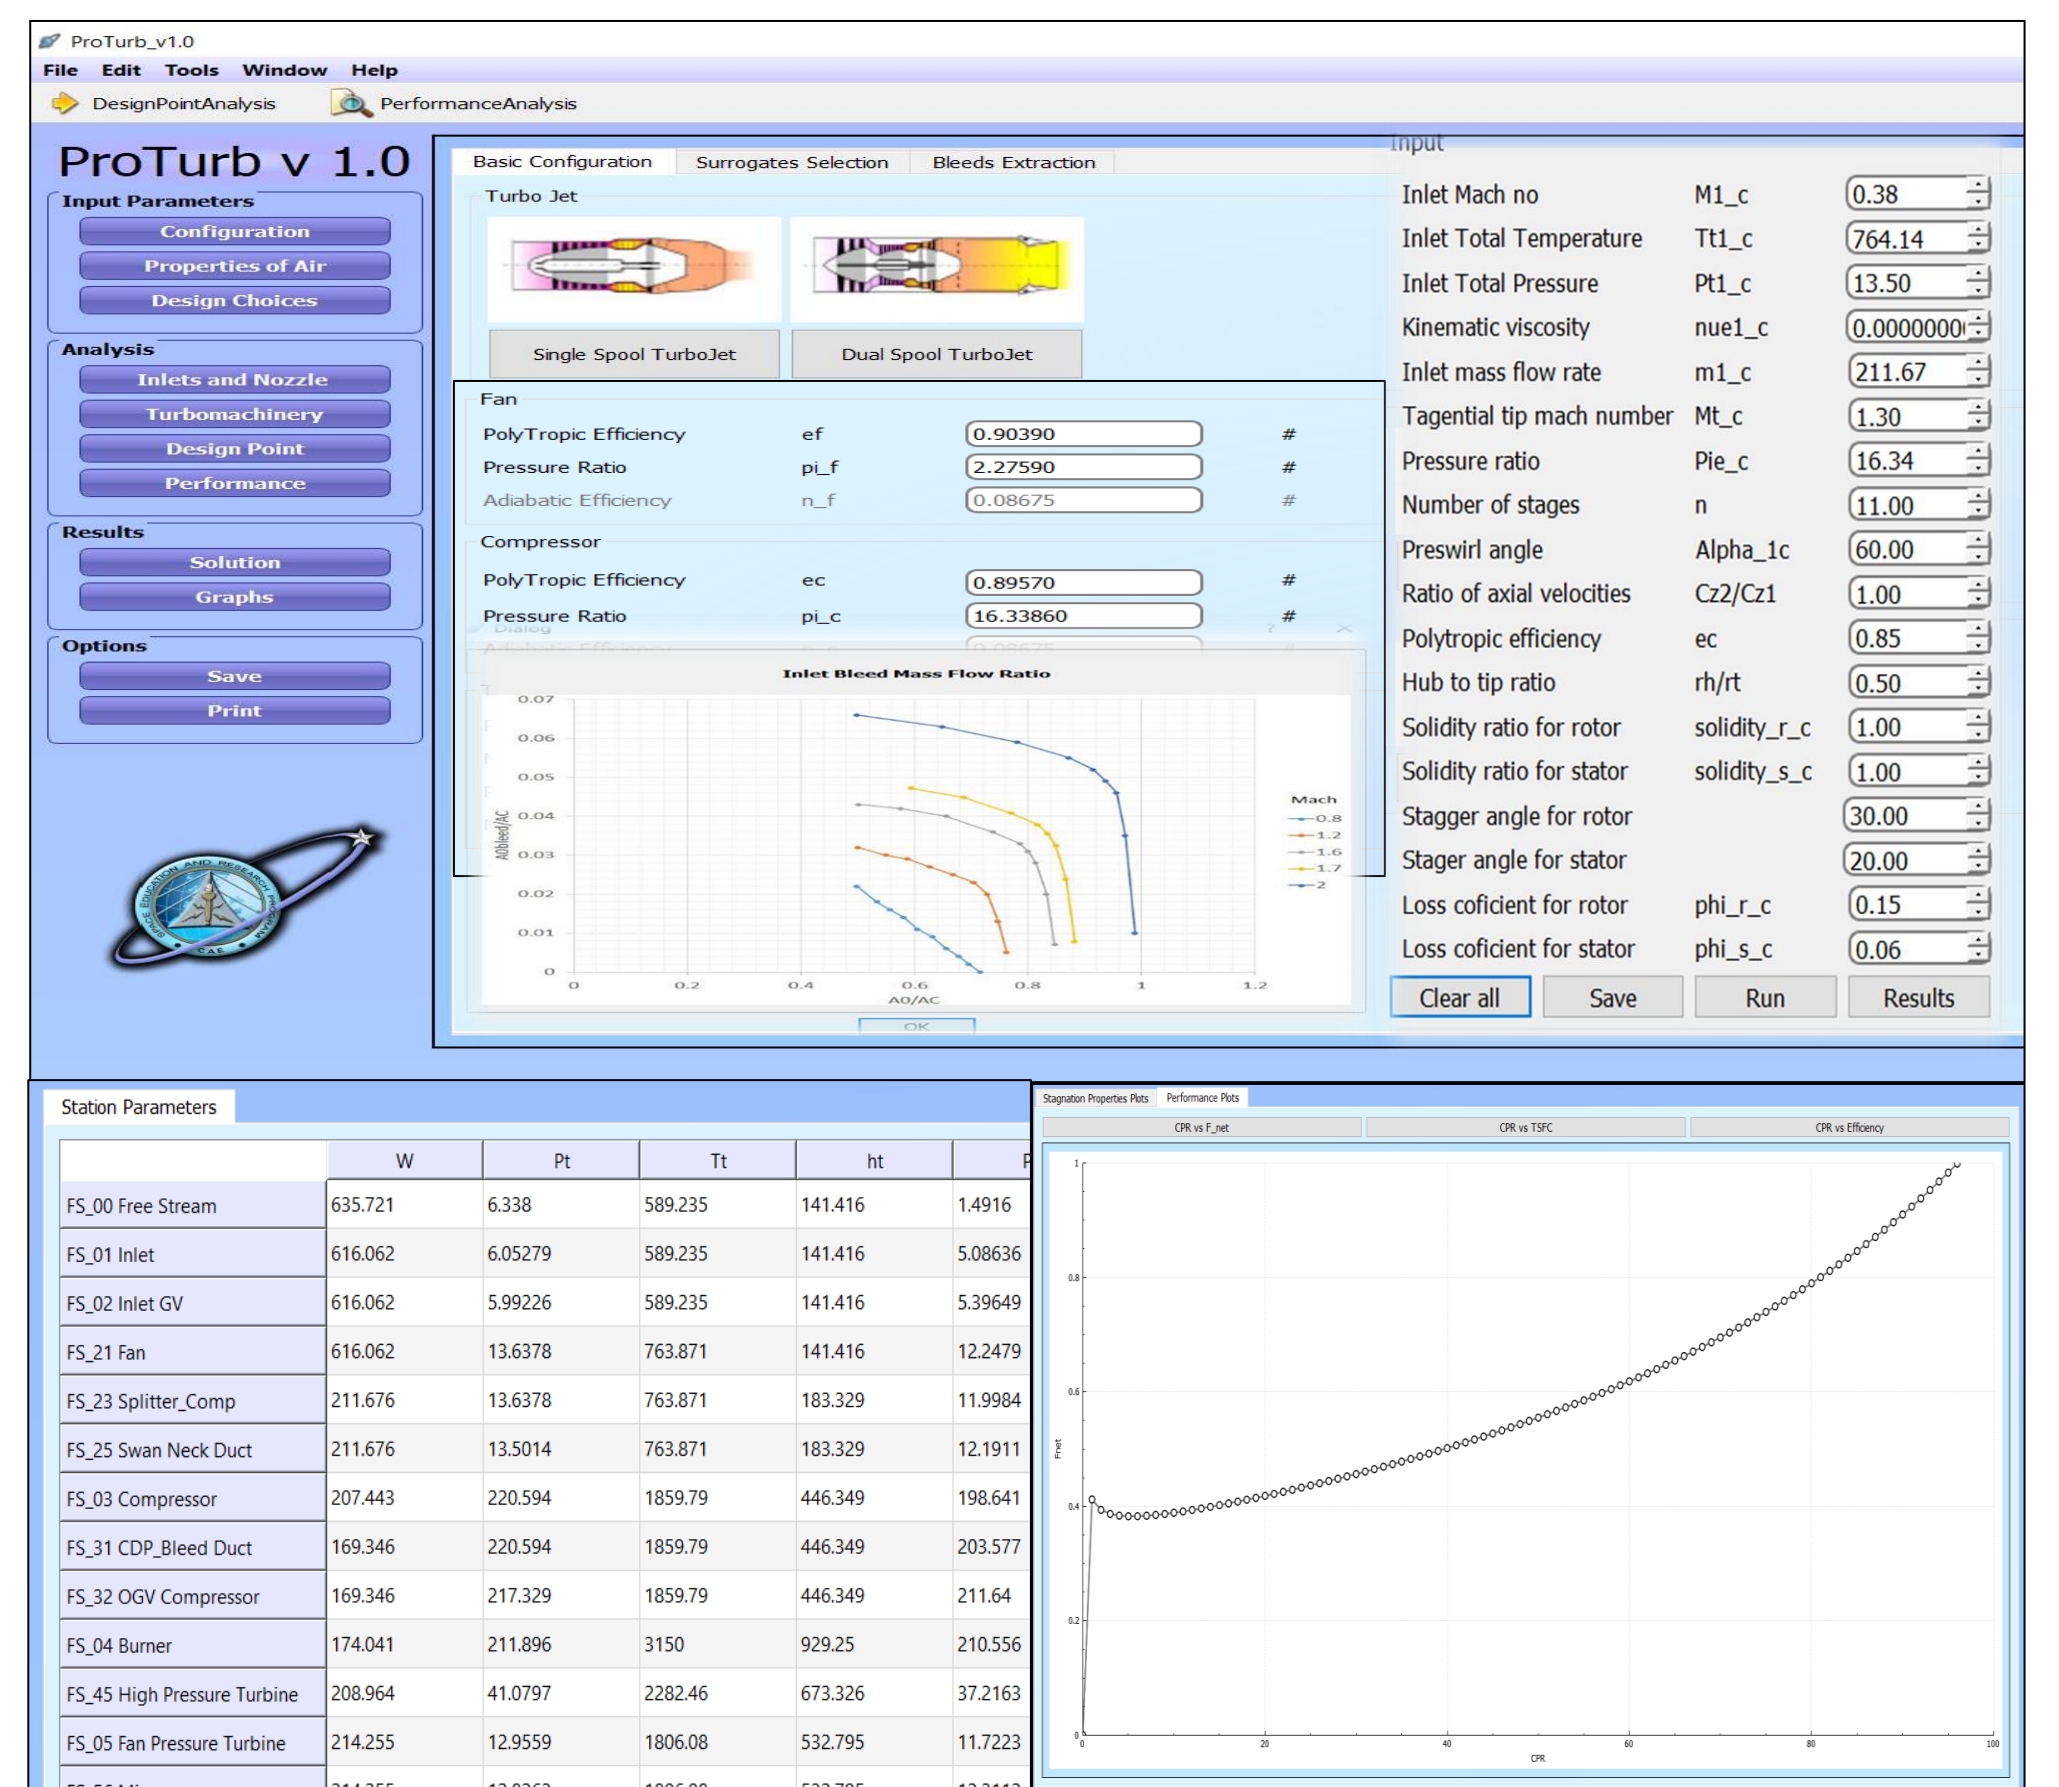 ProTurb_v1.0
File Edit Tools Window Help
DesignPointAnalysis PerformanceAnalysis
ProTurb v 1.0
Input Parameters
Configuration
Properties of Air
Design Choices
Analysis
Inlets and Nozzle
Turbomachinery
Design Point
Performance
Results
Solution
Graphs
Options
Save
Print
SPACE EDUCATION AND RESEARCH PROGRAM
CAE
Basic Configuration Surrogates Selection Bleeds Extraction
Turbo Jet
Single Spool TurboJet Dual Spool TurboJet
Fan
PolyTropic Efficiency ef 0.90390 #
Pressure Ratio pi_f 2.27590 #
Adiabatic Efficiency n_f 0.08675 #
Compressor
PolyTropic Efficiency ec 0.89570 #
Pressure Ratio pi_c 16.33860 #
Dialog ? ×
Adiabatic Efficiency 0.08675 #
Inlet Bleed Mass Flow Ratio
0.07
0.06
0.05
0.04
0.03
0.02
0.01
0
A0bleed/AC
0 0.2 0.4 0.6 0.8 1 1.2
A0/AC
Mach
0.8
1.2
1.6
1.7
2
OK
Input
Inlet Mach no M1_c 0.38
Inlet Total Temperature Tt1_c 764.14
Inlet Total Pressure Pt1_c 13.50
Kinematic viscosity nue1_c 0.0000000
Inlet mass flow rate m1_c 211.67
Tagential tip mach number Mt_c 1.30
Pressure ratio Pie_c 16.34
Number of stages n 11.00
Preswirl angle Alpha_1c 60.00
Ratio of axial velocities Cz2/Cz1 1.00
Polytropic efficiency ec 0.85
Hub to tip ratio rh/rt 0.50
Solidity ratio for rotor solidity_r_c 1.00
Solidity ratio for stator solidity_s_c 1.00
Stagger angle for rotor 30.00
Stager angle for stator 20.00
Loss coficient for rotor phi_r_c 0.15
Loss coficient for stator phi_s_c 0.06
Clear all Save Run Results
Station Parameters
W Pt Tt ht
FS_00 Free Stream 635.721 6.338 589.235 141.416 1.4916
FS_01 Inlet 616.062 6.05279 589.235 141.416 5.08636
FS_02 Inlet GV 616.062 5.99226 589.235 141.416 5.39649
FS_21 Fan 616.062 13.6378 763.871 141.416 12.2479
FS_23 Splitter_Comp 211.676 13.6378 763.871 183.329 11.9984
FS_25 Swan Neck Duct 211.676 13.5014 763.871 183.329 12.1911
FS_03 Compressor 207.443 220.594 1859.79 446.349 198.641
FS_31 CDP_Bleed Duct 169.346 220.594 1859.79 446.349 203.577
FS_32 OGV Compressor 169.346 217.329 1859.79 446.349 211.64
FS_04 Burner 174.041 211.896 3150 929.25 210.556
FS_45 High Pressure Turbine 208.964 41.0797 2282.46 673.326 37.2163
FS_05 Fan Pressure Turbine 214.255 12.9559 1806.08 532.795 11.7223
Stagnation Properties Plots Performance Plots
CPR vs F_net CPR vs TSFC CPR vs Efficiency
1
0.8
0.6
0.4
0.2
0
Fnet
0 20 40 60 80 100
CPR